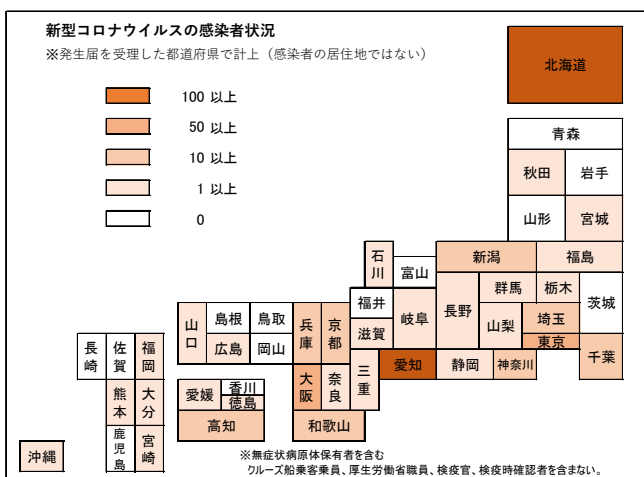 新型コロナウイルスの感染者状況
※発生届を受理した都道府県で計上（感染者の居住地ではない）
100 以上
50 以上
10 以上
1 以上
0
北海道
青森
秋田
岩手
山形
宮城
石川
富山
新潟
福島
福井
岐阜
長野
群馬
栃木
茨城
山口
島根
鳥取
兵庫
京都
滋賀
山梨
埼玉
広島
岡山
東京
長崎
佐賀
福岡
大阪
奈良
三重
愛知
静岡
神奈川
千葉
熊本
大分
愛媛
香川
徳島
高知
和歌山
鹿児島
宮崎
沖縄
※無症状病原体保有者を含む
クルーズ船乗客乗員、厚生労働省職員、検疫官、検疫時確認者を含まない。